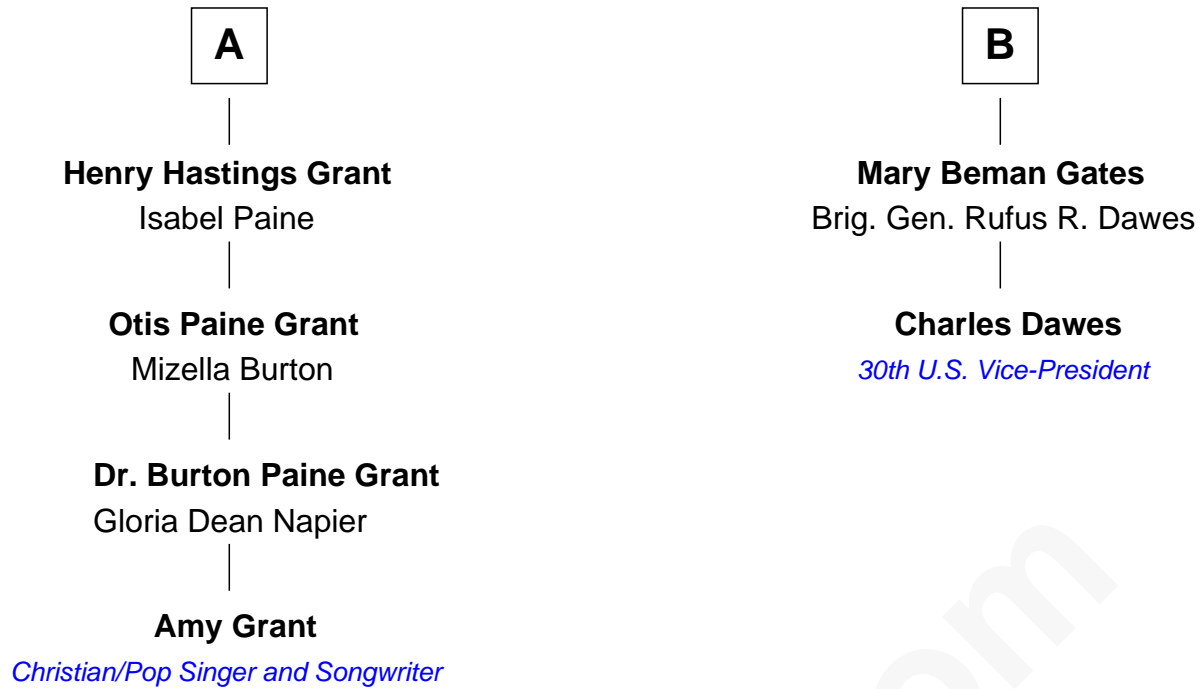 A
Henry Hastings Grant
Isabel Paine
Otis Paine Grant
Mizella Burton
Dr. Burton Paine Grant
Gloria Dean Napier
Amy Grant
Christian/Pop Singer and Songwriter
B
Mary Beman Gates
Brig. Gen. Rufus R. Dawes
Charles Dawes
30th U.S. Vice-President
om